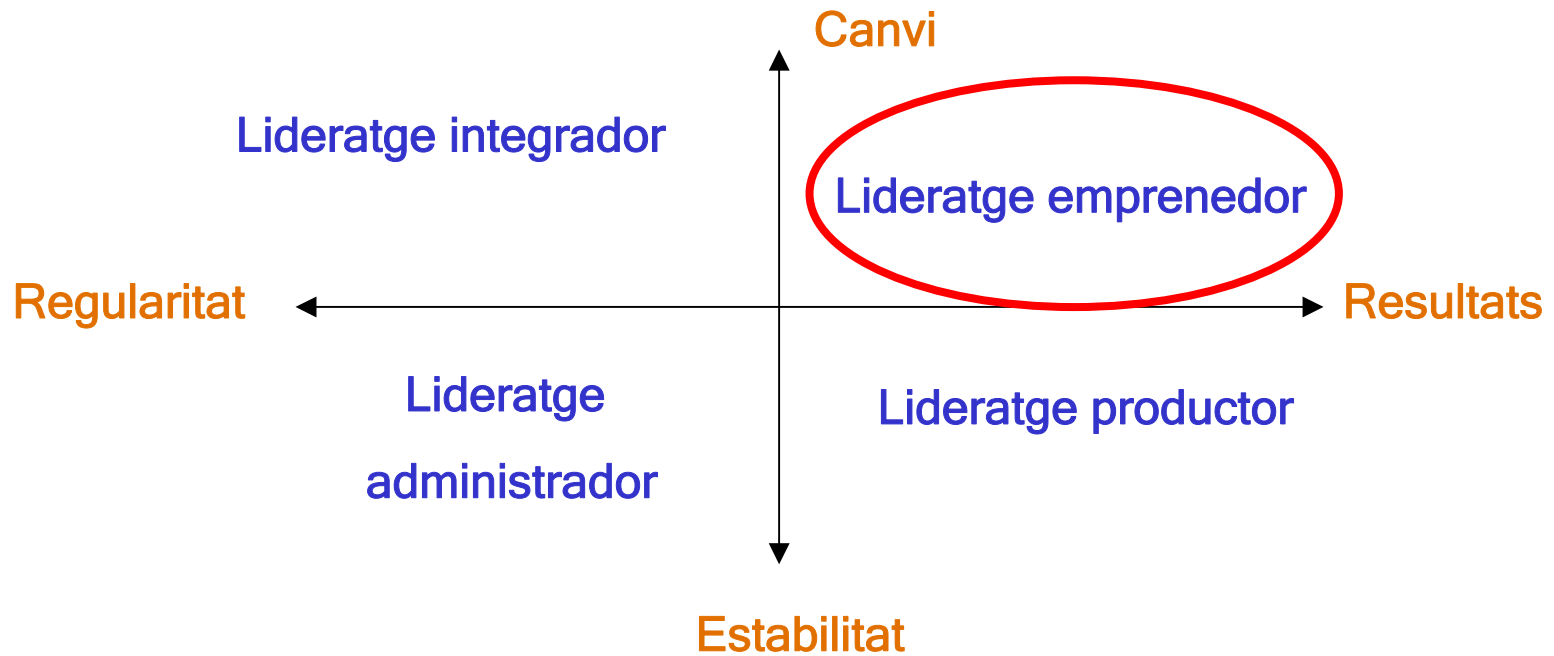 Canvi
Lideratge integrador
Lideratge emprenedor
Regularitat
Resultats
Lideratge
administrador
Lideratge productor
Estabilitat